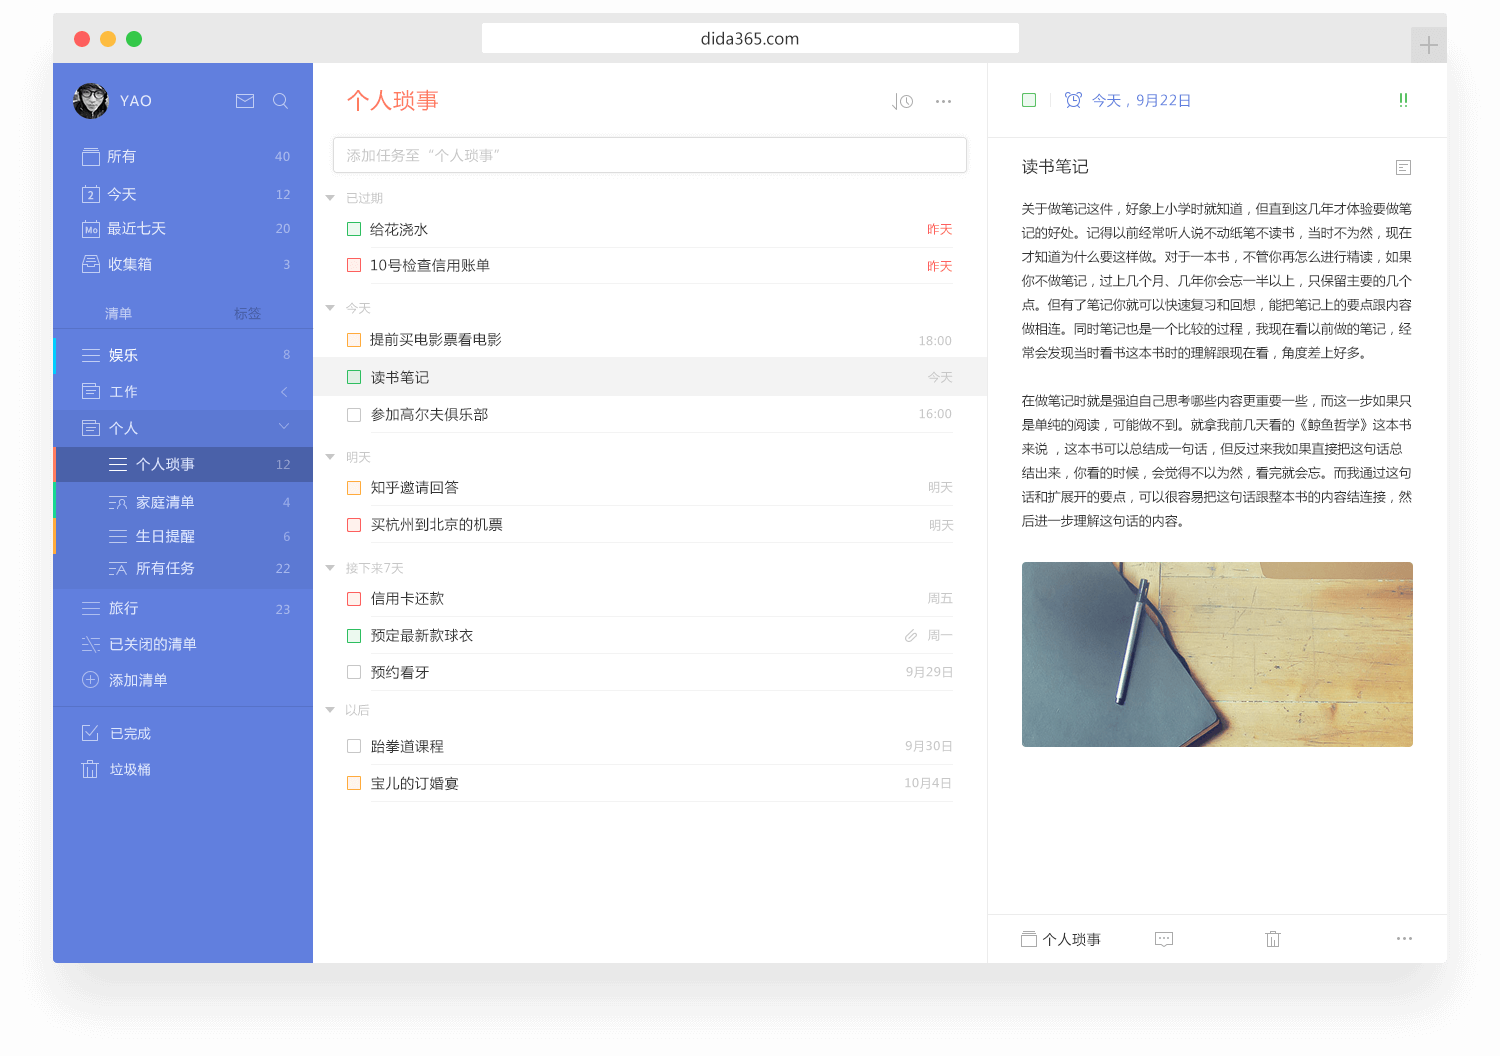 dida365.com
YAO
所有 40
2 今天 12
Mo 最近七天 20
收集箱 3
清单 标签
娱乐 8
工作
个人
个人琐事 12
家庭清单 4
生日提醒 6
所有任务 22
旅行 23
已关闭的清单
添加清单
已完成
垃圾桶
个人琐事
添加任务至“个人琐事”
已过期
给花浇水 昨天
10号检查信用账单 昨天
今天
提前买电影票看电影 18:00
读书笔记 今天
参加高尔夫俱乐部 16:00
明天
知乎邀请回答 明天
买杭州到北京的机票 明天
接下来7天
信用卡还款 周五
预定最新款球衣 周一
预约看牙 9月29日
以后
跆拳道课程 9月30日
宝儿的订婚宴 10月4日
今天，9月22日 !!
读书笔记
关于做笔记这件，好象上小学时就知道，但直到这几年才体验要做笔
记的好处。记得以前经常听人说不动纸笔不读书，当时不为然，现在
才知道为什么要这样做。对于一本书，不管你再怎么进行精读，如果
你不做笔记，过上几个月、几年你会忘一半以上，只保留主要的几个
点。但有了笔记你就可以快速复习和回想，能把笔记上的要点跟内容
做相连。同时笔记也是一个比较的过程，我现在看以前做的笔记，经
常会发现当时看书这本书时的理解跟现在看，角度差上好多。
在做笔记时就是强迫自己思考哪些内容更重要一些，而这一步如果只
是单纯的阅读，可能做不到。就拿我前几天看的《鲸鱼哲学》这本书
来说 ，这本书可以总结成一句话，但反过来我如果直接把这句话总
结出来，你看的时候，会觉得不以为然，看完就会忘。而我通过这句
话和扩展开的要点，可以很容易把这句话跟整本书的内容结连接，然
后进一步理解这句话的内容。
个人琐事